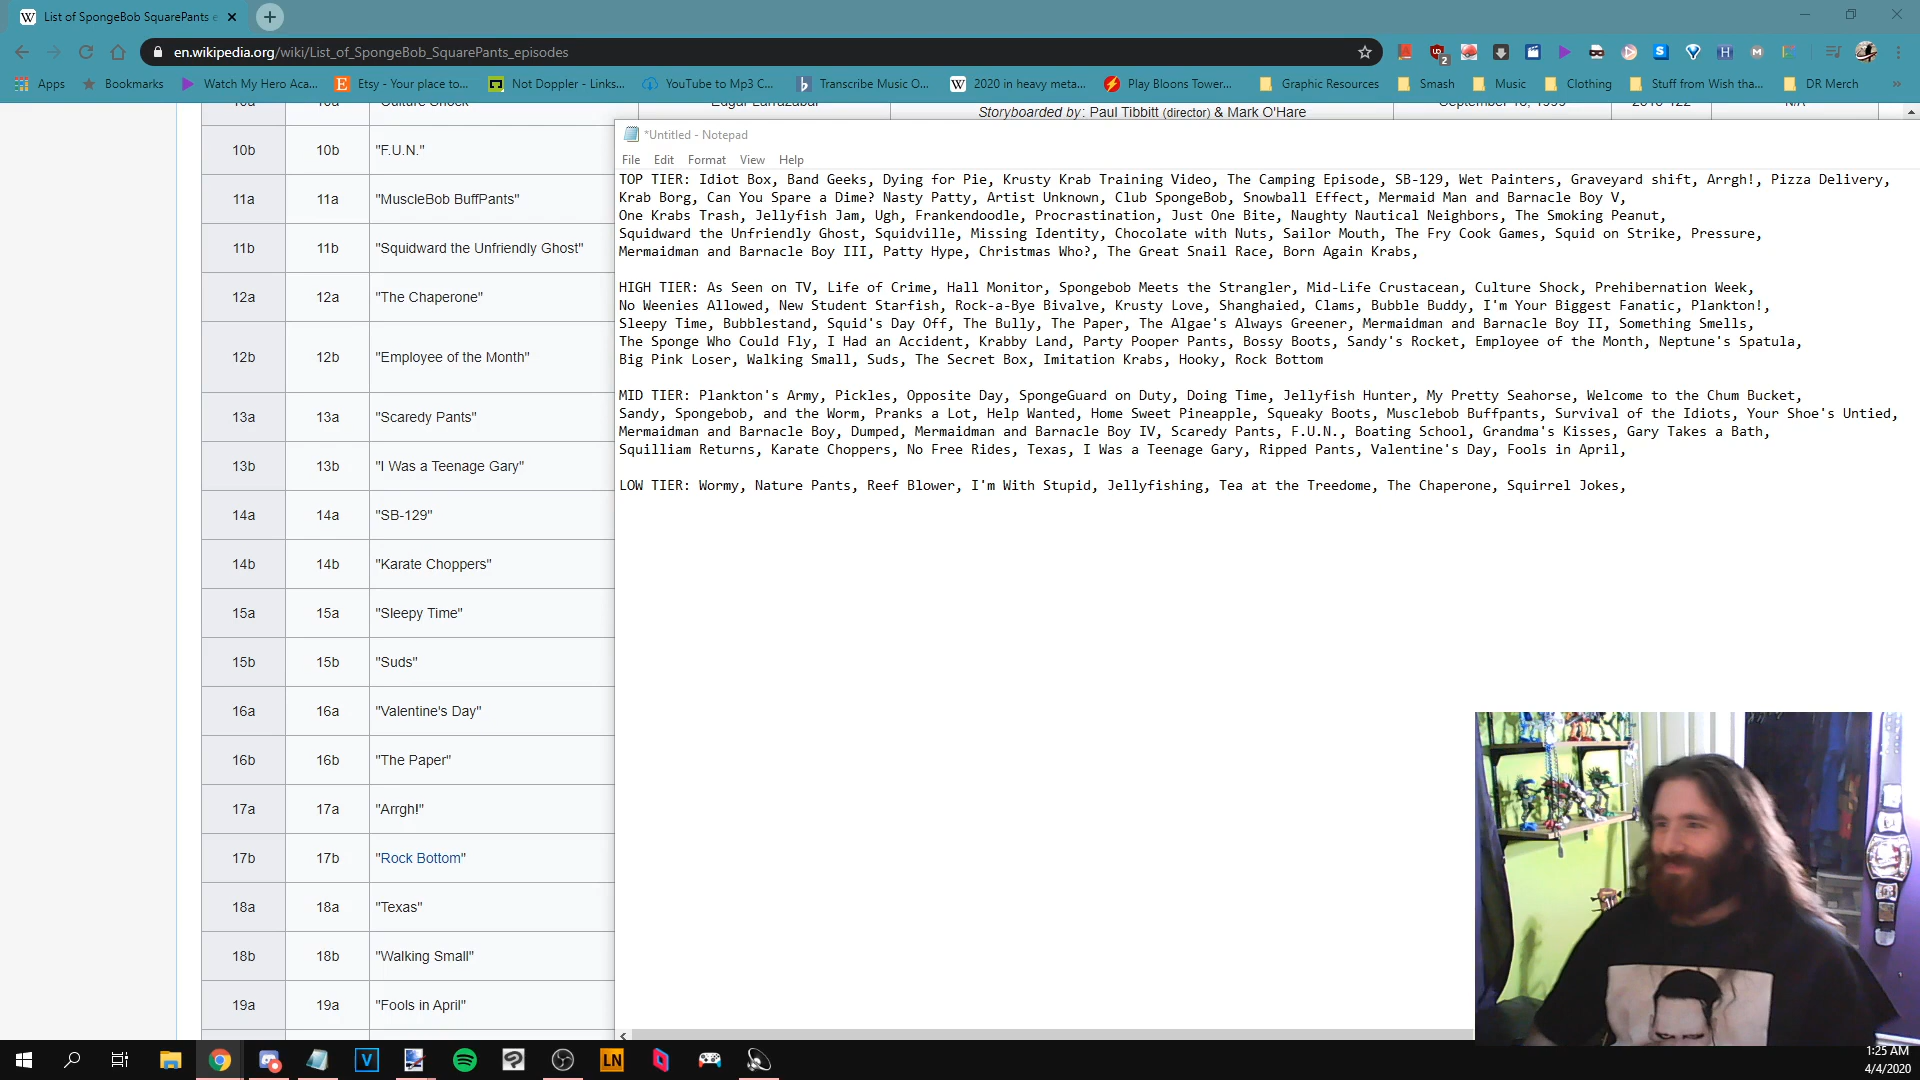 List of SpongeBob SquarePants e
en.wikipedia.org/wiki/List_of_SpongeBob_SquarePants_episodes
Apps
Bookmarks
Watch My Hero Aca...
Etsy - Your place to...
Not Doppler - Links...
YouTube to Mp3 C...
Transcribe Music O...
2020 in heavy meta...
Play Bloons Tower...
Graphic Resources
Smash
Music
Clothing
Stuff from Wish tha...
DR Merch
10a 10a "Culture Shock" Edgar Larrazábal Storyboarded by: Paul Tibbitt (director) & Mark O'Hare September 18, 1999 2515-122 N/A
10b 10b "F.U.N."
11a 11a "MuscleBob BuffPants"
11b 11b "Squidward the Unfriendly Ghost"
12a 12a "The Chaperone"
12b 12b "Employee of the Month"
13a 13a "Scaredy Pants"
13b 13b "I Was a Teenage Gary"
14a 14a "SB-129"
14b 14b "Karate Choppers"
15a 15a "Sleepy Time"
15b 15b "Suds"
16a 16a "Valentine's Day"
16b 16b "The Paper"
17a 17a "Arrgh!"
17b 17b "Rock Bottom"
18a 18a "Texas"
18b 18b "Walking Small"
19a 19a "Fools in April"
*Untitled - Notepad
File Edit Format View Help
TOP TIER: Idiot Box, Band Geeks, Dying for Pie, Krusty Krab Training Video, The Camping Episode, SB-129, Wet Painters, Graveyard shift, Arrgh!, Pizza Delivery,
Krab Borg, Can You Spare a Dime? Nasty Patty, Artist Unknown, Club SpongeBob, Snowball Effect, Mermaid Man and Barnacle Boy V,
One Krabs Trash, Jellyfish Jam, Ugh, Frankendoodle, Procrastination, Just One Bite, Naughty Nautical Neighbors, The Smoking Peanut,
Squidward the Unfriendly Ghost, Squidville, Missing Identity, Chocolate with Nuts, Sailor Mouth, The Fry Cook Games, Squid on Strike, Pressure,
Mermaidman and Barnacle Boy III, Patty Hype, Christmas Who?, The Great Snail Race, Born Again Krabs,
HIGH TIER: As Seen on TV, Life of Crime, Hall Monitor, Spongebob Meets the Strangler, Mid-Life Crustacean, Culture Shock, Prehibernation Week,
No Weenies Allowed, New Student Starfish, Rock-a-Bye Bivalve, Krusty Love, Shanghaied, Clams, Bubble Buddy, I'm Your Biggest Fanatic, Plankton!,
Sleepy Time, Bubblestand, Squid's Day Off, The Bully, The Paper, The Algae's Always Greener, Mermaidman and Barnacle Boy II, Something Smells,
The Sponge Who Could Fly, I Had an Accident, Krabby Land, Party Pooper Pants, Bossy Boots, Sandy's Rocket, Employee of the Month, Neptune's Spatula,
Big Pink Loser, Walking Small, Suds, The Secret Box, Imitation Krabs, Hooky, Rock Bottom
MID TIER: Plankton's Army, Pickles, Opposite Day, SpongeGuard on Duty, Doing Time, Jellyfish Hunter, My Pretty Seahorse, Welcome to the Chum Bucket,
Sandy, Spongebob, and the Worm, Pranks a Lot, Help Wanted, Home Sweet Pineapple, Squeaky Boots, Musclebob Buffpants, Survival of the Idiots, Your Shoe's Untied,
Mermaidman and Barnacle Boy, Dumped, Mermaidman and Barnacle Boy IV, Scaredy Pants, F.U.N., Boating School, Grandma's Kisses, Gary Takes a Bath,
Squilliam Returns, Karate Choppers, No Free Rides, Texas, I Was a Teenage Gary, Ripped Pants, Valentine's Day, Fools in April,
LOW TIER: Wormy, Nature Pants, Reef Blower, I'm With Stupid, Jellyfishing, Tea at the Treedome, The Chaperone, Squirrel Jokes,
1:25 AM
4/4/2020